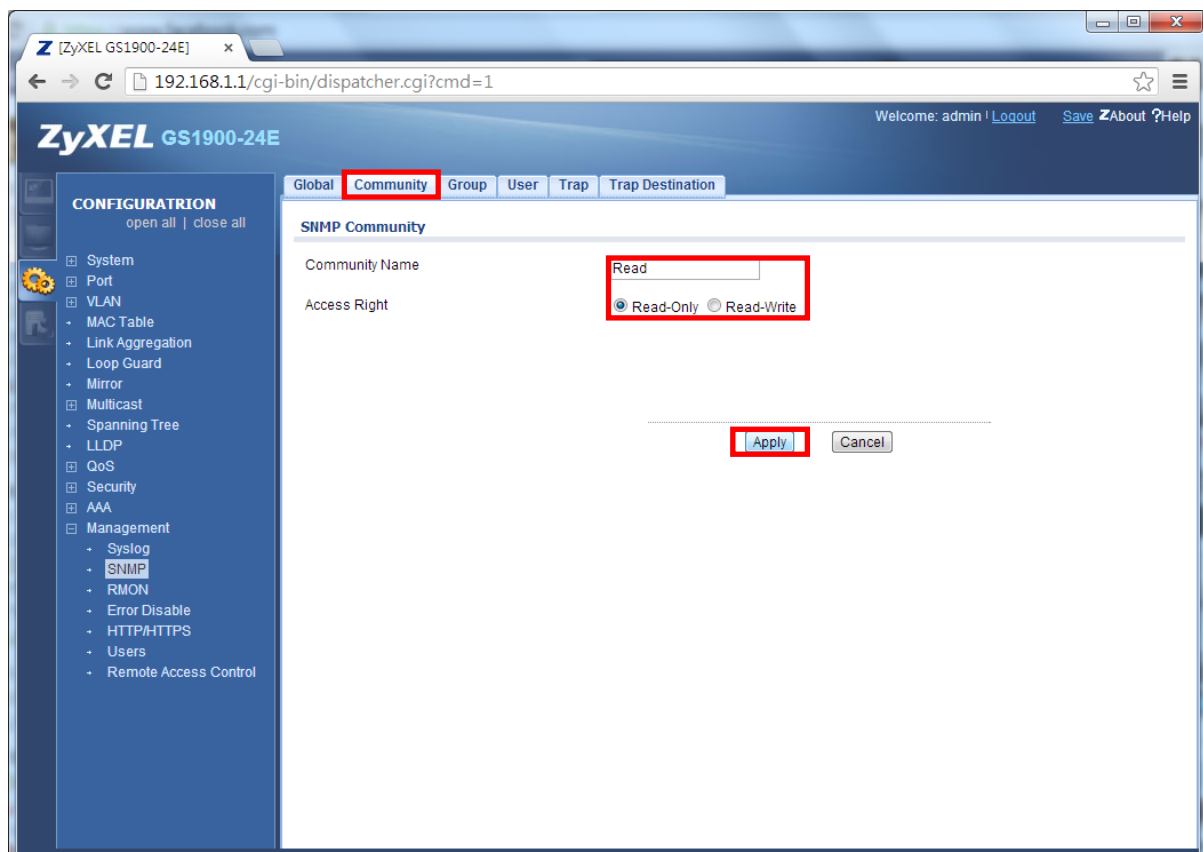 [ZyXEL GS1900-24E]
192.168.1.1/cgi-bin/dispatcher.cgi?cmd=1
ZyXEL GS1900-24E
Welcome: admin | Logout Save ZAbout ?Help
Global Community Group User Trap Trap Destination
CONFIGURATRION
open all | close all
System
Port
VLAN
MAC Table
Link Aggregation
Loop Guard
Mirror
Multicast
Spanning Tree
LLDP
QoS
Security
AAA
Management
Syslog
SNMP
RMON
Error Disable
HTTP/HTTPS
Users
Remote Access Control
SNMP Community
Community Name Read
Access Right Read-Only Read-Write
Apply Cancel